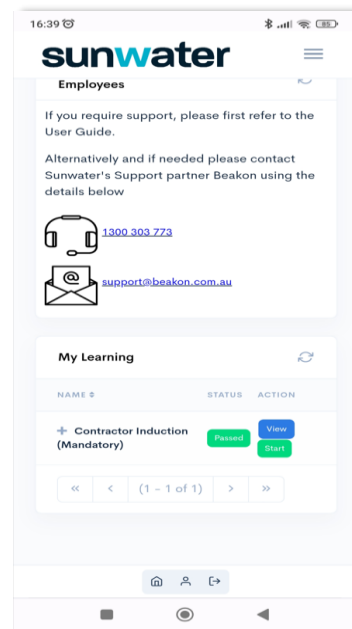 16:39
85
sunwater
Employees
If you require support, please first refer to the
User Guide.
Alternatively and if needed please contact
Sunwater's Support partner Beakon using the
details below
1300 303 773
@
support@beakon.com.au
My Learning
NAME STATUS ACTION
+ Contractor Induction
(Mandatory)
Passed
View
Start
« < (1 - 1 of 1) > »